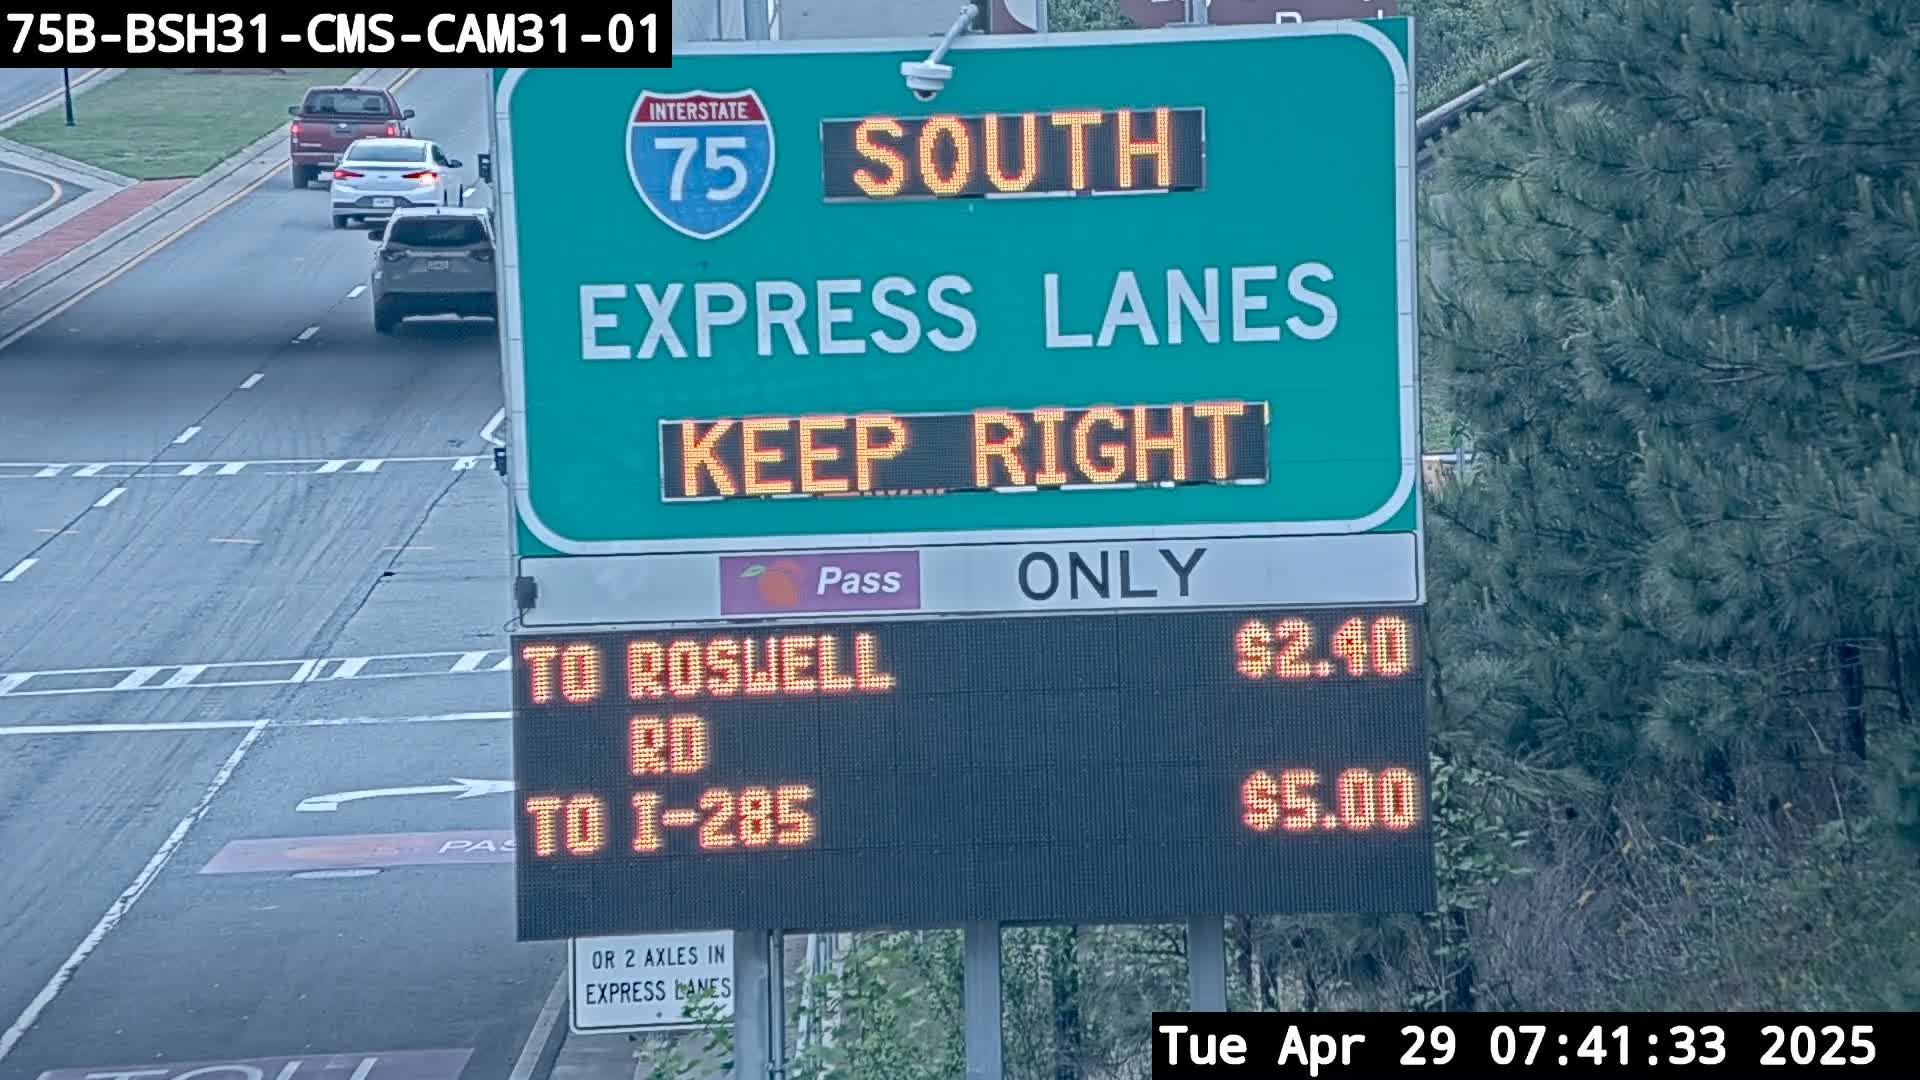 75B-BSH31-CMS-CAM31-01
INTERSTATE
75
SOUTH
EXPRESS LANES
KEEP RIGHT
Pass ONLY
TO ROSWELL $2.40
RD
TO I-285 $5.00
OR 2 AXLES IN
EXPRESS LANES
TOLL
Tue Apr 29 07:41:33 2025